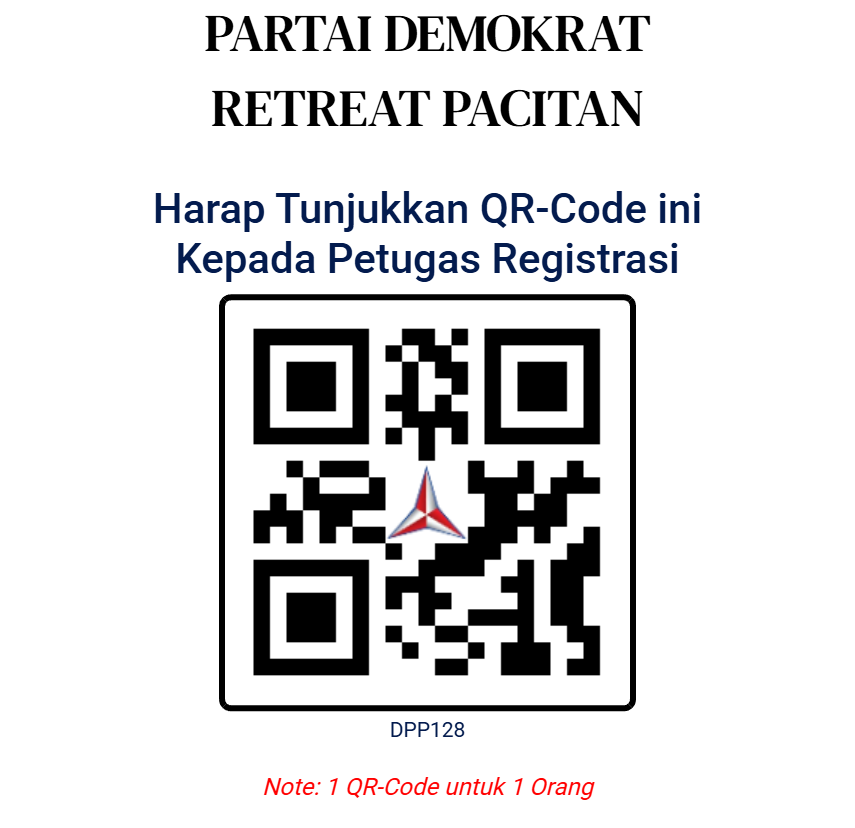 PARTAI DEMOKRAT
RETREAT PACITAN
Harap Tunjukkan QR-Code ini
Kepada Petugas Registrasi
DPP128
Note: 1 QR-Code untuk 1 Orang